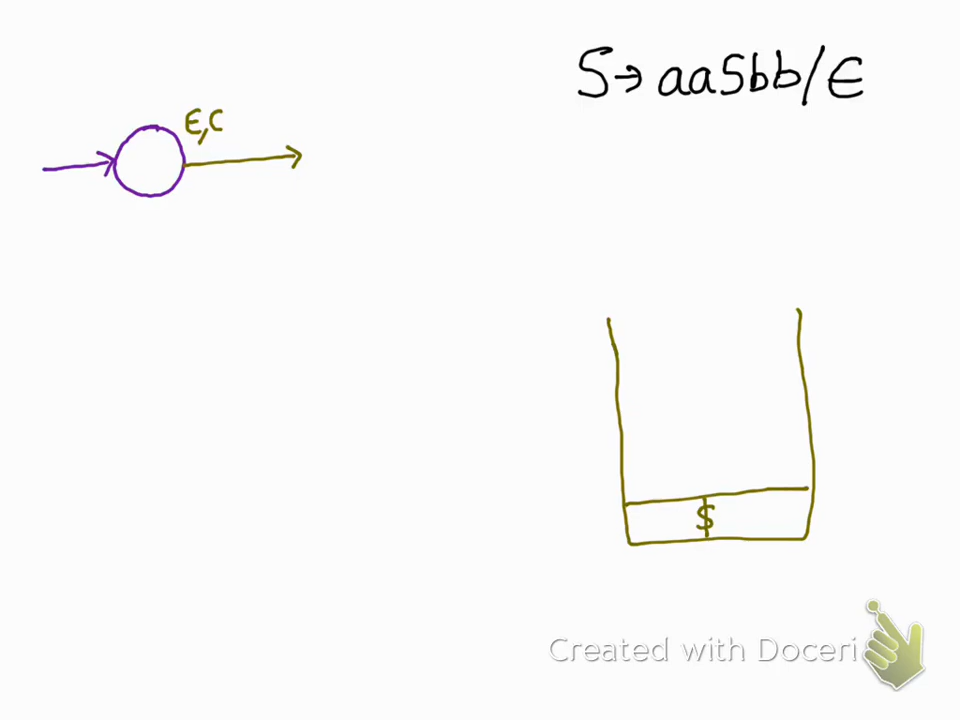 S→ aaSbb/Є
Є,C
$
Created with Doceri